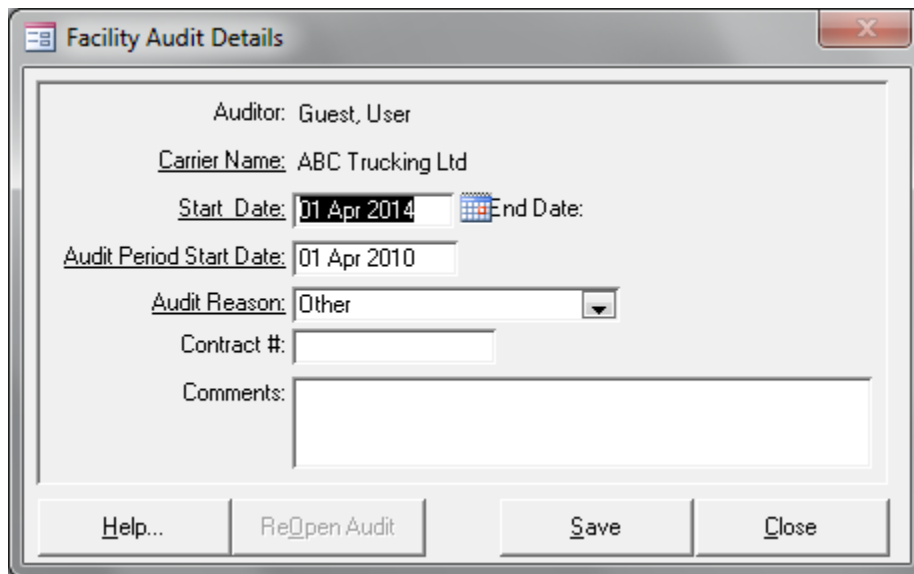 Facility Audit Details
X
Auditor: Guest, User
Carrier Name: ABC Trucking Ltd
Start Date: 01 Apr 2014 End Date:
Audit Period Start Date: 01 Apr 2010
Audit Reason: Other
Contract #:
Comments:
Help... ReOpen Audit Save Close